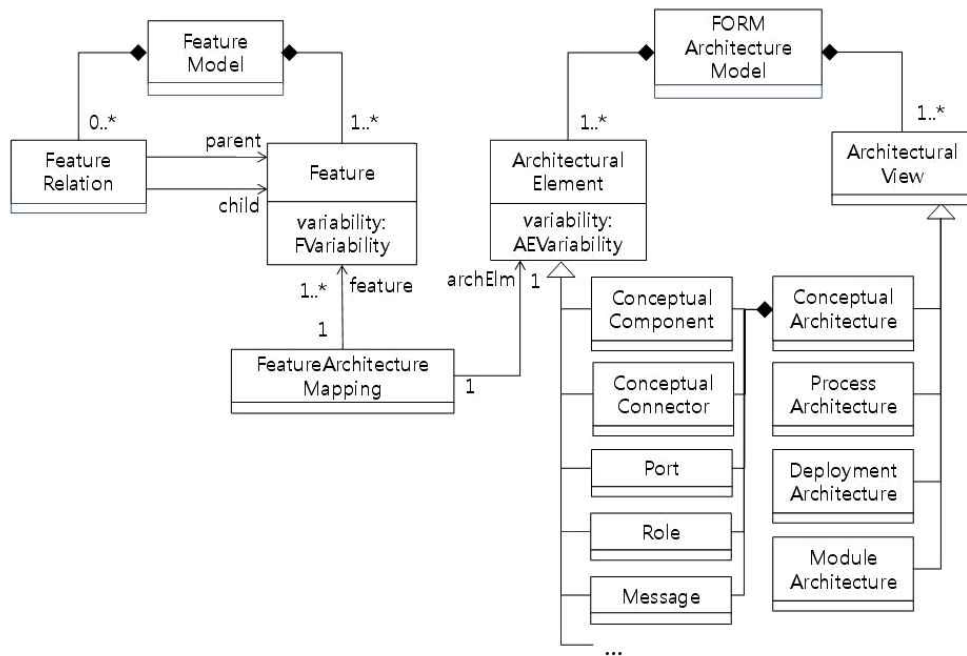 Feature
Model
FORM
Architecture
Model
0..*
1..*
1..*
1..*
Feature
Relation
parent
child
Feature
variability:
FVariability
Architectural
Element
variability:
AEVariability
Architectural
View
1..*
feature
archElm
1
1
FeatureArchitecture
Mapping
1
Conceptual
Component
Conceptual
Architecture
Conceptual
Connector
Process
Architecture
Port
Deployment
Architecture
Role
Module
Architecture
Message
...